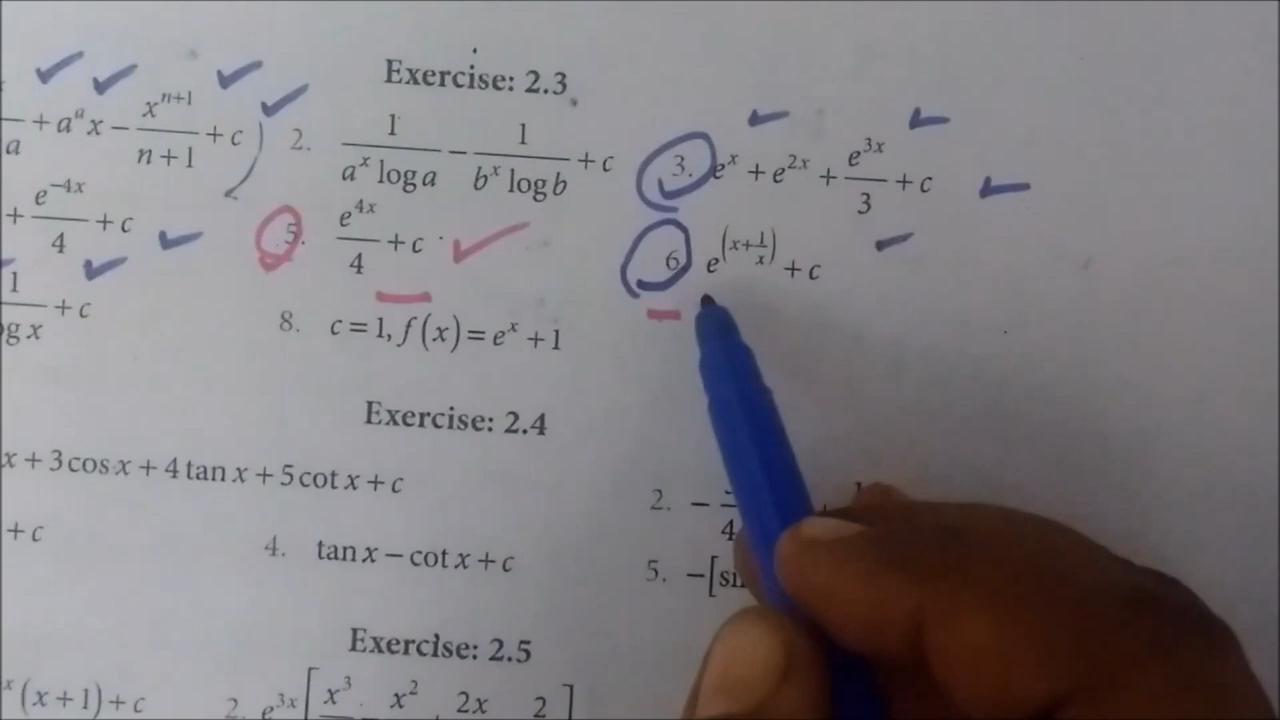 Exercise: 2.3
a + a^a x − x^{n+1}/(n+1) + c
2. 1/(a^x log a) − 1/(b^x log b) + c
3. e^x + e^{2x} + e^{3x}/3 + c
+ e^{−4x}/4 + c
5. e^{4x}/4 + c
6 e^{(x+1/x)} + c
1/(g x) + c
8. c = 1, f(x) = e^x + 1
Exercise: 2.4
x + 3 cos x + 4 tan x + 5 cot x + c
2. −
4
+ c
4. tan x − cot x + c
5. −[
Exercise: 2.5
x (x + 1) + c
2. e^{3x} [x^3 x^2 2x 2]